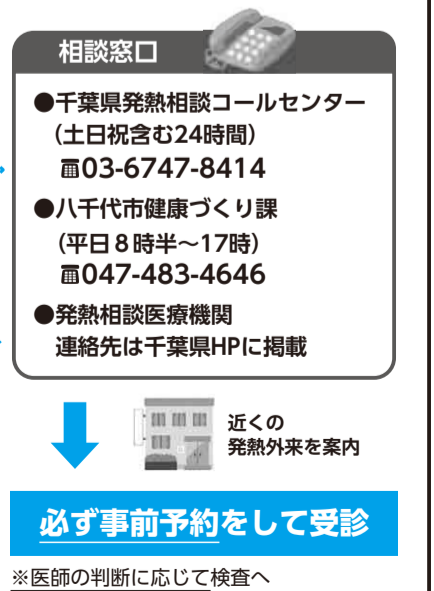 相談窓口
●千葉県発熱相談コールセンター
（土日祝含む24時間）
☎03-6747-8414
●八千代市健康づくり課
（平日８時半～17時）
☎047-483-4646
●発熱相談医療機関
連絡先は千葉県HPに掲載
近くの
発熱外来を案内
必ず事前予約をして受診
※医師の判断に応じて検査へ